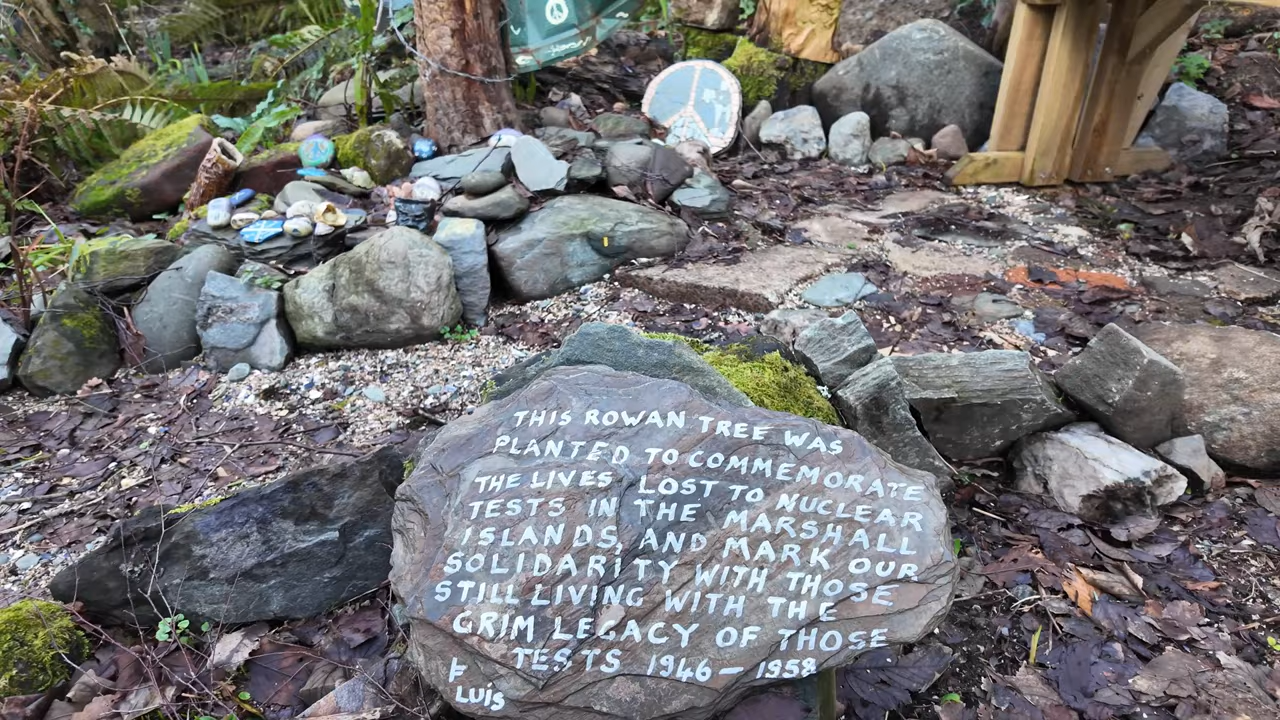 THIS ROWAN TREE WAS
PLANTED TO COMMEMORATE
THE LIVES LOST TO NUCLEAR
TESTS IN THE MARSHALL
ISLANDS, AND MARK OUR
SOLIDARITY WITH THOSE
STILL LIVING WITH THE
GRIM LEGACY OF THOSE
TESTS 1946 – 1958
F
LUiS